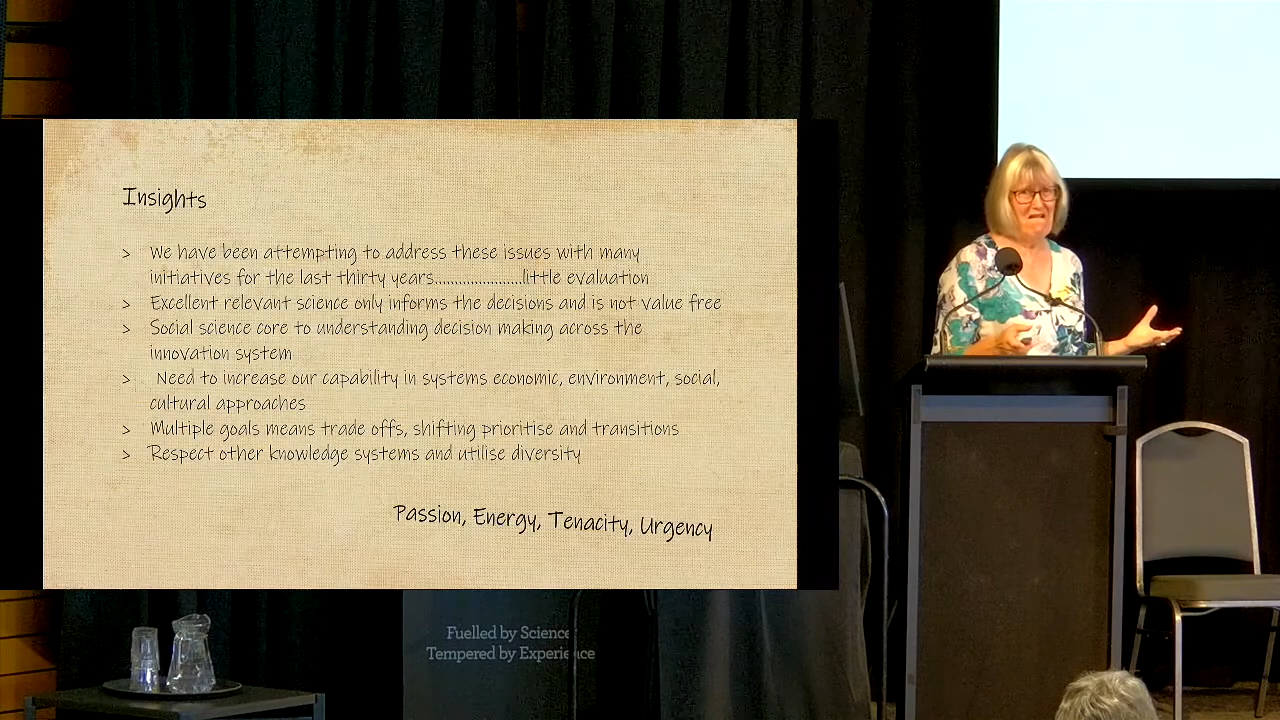 Insights
> We have been attempting to address these issues with many
initiatives for the last thirty years......................little evaluation
> Excellent relevant science only informs the decisions and is not value free
> Social science core to understanding decision making across the
innovation system
> Need to increase our capability in systems economic, environment, social,
cultural approaches
> Multiple goals means trade offs, shifting prioritise and transitions
> Respect other knowledge systems and utilise diversity
Passion, Energy, Tenacity, Urgency
Fuelled by Science
Tempered by Experience